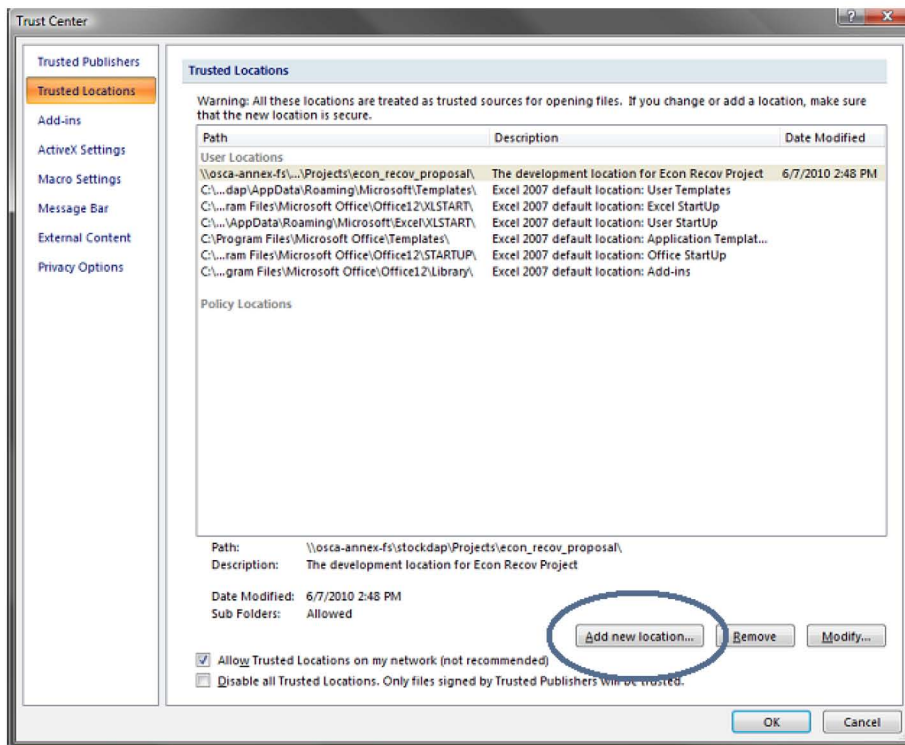 Trust Center
Trusted Publishers
Trusted Locations
Add-ins
ActiveX Settings
Macro Settings
Message Bar
External Content
Privacy Options
Trusted Locations
Warning: All these locations are treated as trusted sources for opening files. If you change or add a location, make sure
that the new location is secure.
Path Description Date Modified
User Locations
\\osca-annex-fs\...\Projects\econ_recov_proposal\ The development location for Econ Recov Project 6/7/2010 2:48 PM
C:\...dap\AppData\Roaming\Microsoft\Templates\ Excel 2007 default location: User Templates
C:\...ram Files\Microsoft Office\Office12\XLSTART\ Excel 2007 default location: Excel StartUp
C:\...\AppData\Roaming\Microsoft\Excel\XLSTART\ Excel 2007 default location: User StartUp
C:\Program Files\Microsoft Office\Templates\ Excel 2007 default location: Application Templat...
C:\...ram Files\Microsoft Office\Office12\STARTUP\ Excel 2007 default location: Office StartUp
C:\...gram Files\Microsoft Office\Office12\Library\ Excel 2007 default location: Add-ins
Policy Locations
Path: \\osca-annex-fs\stockdap\Projects\econ_recov_proposal\
Description: The development location for Econ Recov Project
Date Modified: 6/7/2010 2:48 PM
Sub Folders: Allowed
Add new location... Remove Modify...
Allow Trusted Locations on my network (not recommended)
Disable all Trusted Locations. Only files signed by Trusted Publishers will be trusted.
OK Cancel